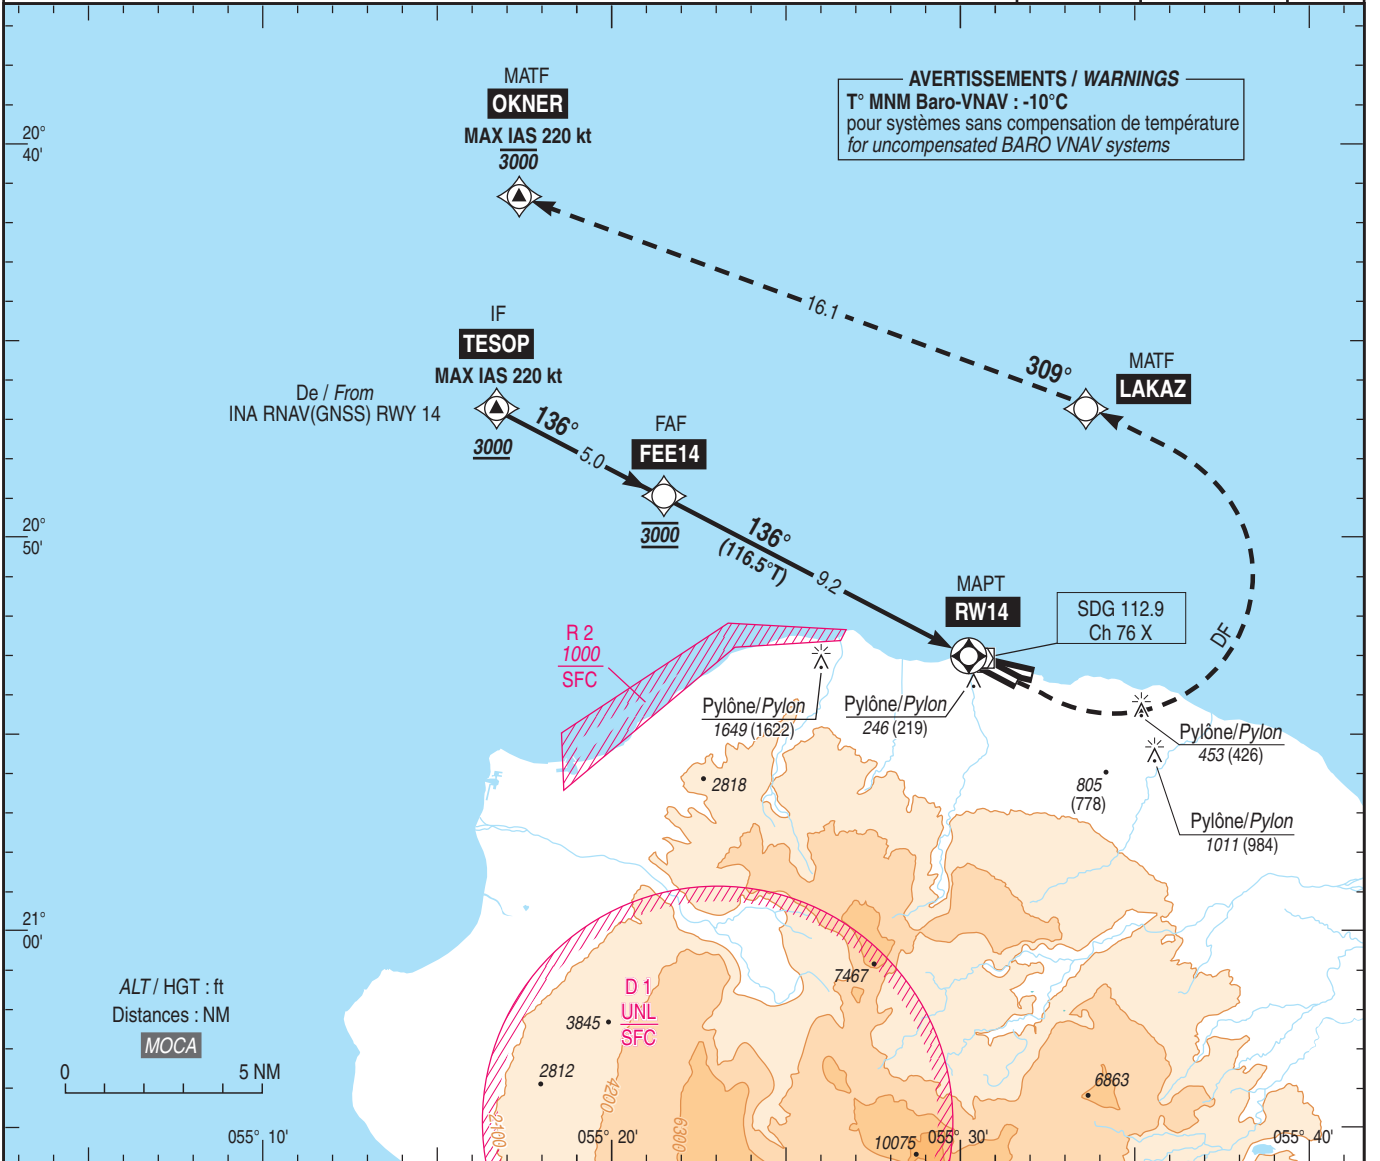 MATF
OKNER
MAX IAS 220 kt
3000
AVERTISSEMENTS / WARNINGS
T° MNM Baro-VNAV : -10°C
pour systèmes sans compensation de température
for uncompensated BARO VNAV systems
20°
40'
16.1
309°
MATF
LAKAZ
IF
TESOP
MAX IAS 220 kt
De / From
INA RNAV(GNSS) RWY 14
3000
136°
5.0
FAF
FEE14
3000
20°
50'
136°
(116.5°T)
9.2
MAPT
RW14
SDG 112.9
Ch 76 X
DF
R 2
1000
SFC
Pylône/Pylon
1649 (1622)
Pylône/Pylon
246 (219)
Pylône/Pylon
453 (426)
2818
805
(778)
Pylône/Pylon
1011 (984)
21°
00'
7467
ALT / HGT : ft
Distances : NM
MOCA
0 5 NM
D 1
UNL
SFC
3845
2812
6863
4200
2100
6300
10075
055° 10'
055° 20'
055° 30'
055° 40'